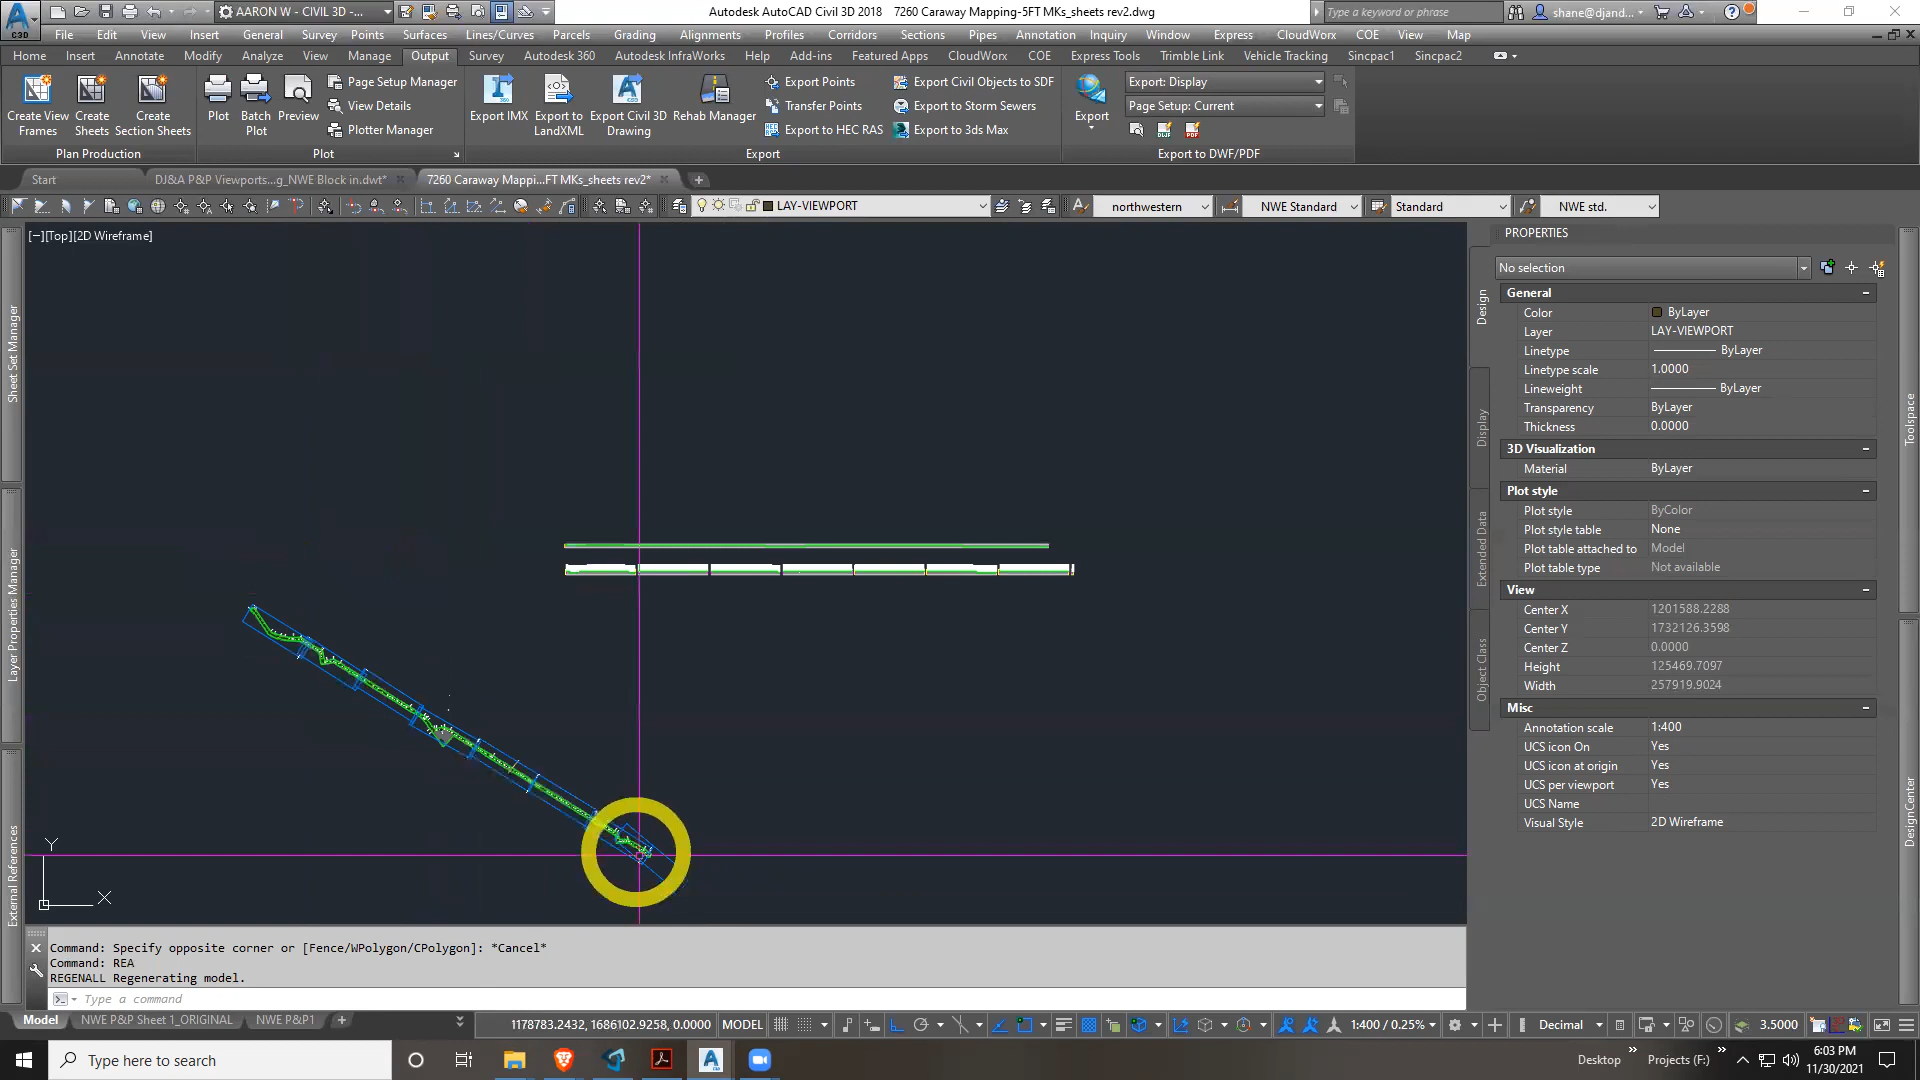 AARON W - CIVIL 3D -...
Autodesk AutoCAD Civil 3D 2018 7260 Caraway Mapping-5FT MKs_sheets rev2.dwg
Type a keyword or phrase
shane@djand...
C3D
File Edit View Insert General Survey Points Surfaces Lines/Curves Parcels Grading Alignments Profiles Corridors Sections Pipes Annotation Inquiry Window Express CloudWorx COE View Map
Home Insert Annotate Modify Analyze View Manage Output Survey Autodesk 360 Autodesk InfraWorks Help Add-ins Featured Apps CloudWorx COE Express Tools Trimble Link Vehicle Tracking Sincpac1 Sincpac2
Create View Frames
Create Sheets
Create Section Sheets
Plan Production
Plot
Batch Plot
Preview
Page Setup Manager
View Details
Plotter Manager
Plot
Export IMX
Export to LandXML
Export Civil 3D Drawing
Rehab Manager
Export Points
Transfer Points
Export to HEC RAS
Export Civil Objects to SDF
Export to Storm Sewers
Export to 3ds Max
Export
Export
Export: Display
Page Setup: Current
Export to DWF/PDF
Start
DJ&A P&P Viewports...g_NWE Block in.dwt*
7260 Caraway Mappi...FT MKs_sheets rev2*
LAY-VIEWPORT
northwestern
NWE Standard
Standard
NWE std.
[−][Top][2D Wireframe]
Sheet Set Manager
Layer Properties Manager
External References
Y
X
PROPERTIES
No selection
General
Color ByLayer
Layer LAY-VIEWPORT
Linetype ByLayer
Linetype scale 1.0000
Lineweight ByLayer
Transparency ByLayer
Thickness 0.0000
3D Visualization
Material ByLayer
Plot style
Plot style ByColor
Plot style table None
Plot table attached to Model
Plot table type Not available
View
Center X 1201588.2288
Center Y 1732126.3598
Center Z 0.0000
Height 125469.7097
Width 257919.9024
Misc
Annotation scale 1:400
UCS icon On Yes
UCS icon at origin Yes
UCS per viewport Yes
UCS Name
Visual Style 2D Wireframe
Design
Display
Extended Data
Object Class
Toolspace
DesignCenter
Command: Specify opposite corner or [Fence/WPolygon/CPolygon]: *Cancel*
Command: REA
REGENALL Regenerating model.
Type a command
Model NWE P&P Sheet 1_ORIGINAL NWE P&P1
1178783.2432, 1686102.9258, 0.0000 MODEL
1:400 / 0.25%
Decimal
3.5000
Type here to search
Desktop
Projects (F:)
6:03 PM
11/30/2021